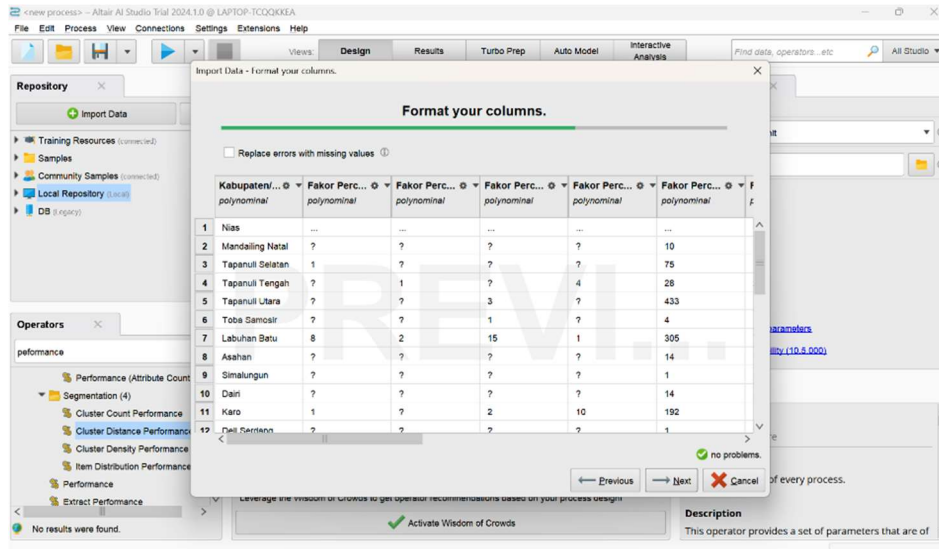 <new process> – Altair AI Studio Trial 2024.1.0 @ LAPTOP-TCQQKKEA
File Edit Process View Connections Settings Extensions Help
Views: Design Results Turbo Prep Auto Model Interactive Analysis
Find data, operators...etc
All Studio
Repository
Import Data
Training Resources (connected)
Samples
Community Samples (connected)
Local Repository (Local)
DB (Legacy)
Operators
peformance
Performance (Attribute Count
Segmentation (4)
Cluster Count Performance
Cluster Distance Performance
Cluster Density Performance
Item Distribution Performance
Performance
Extract Performance
No results were found.
Import Data - Format your columns.
Format your columns.
Replace errors with missing values
Kabupaten/... Fakor Perc... Fakor Perc... Fakor Perc... Fakor Perc... Fakor Perc... F
polynominal polynominal polynominal polynominal polynominal polynominal p
1 Nias ... ... ... ... ...
2 Mandailing Natal ? ? ? ? 10
3 Tapanuli Selatan 1 ? ? ? 75
4 Tapanuli Tengah ? 1 ? 4 28
5 Tapanuli Utara ? ? 3 ? 433
6 Toba Samosir ? ? 1 ? 4
7 Labuhan Batu 8 2 15 1 305
8 Asahan ? ? ? ? 14
9 Simalungun ? ? ? ? 1
10 Dairi ? ? ? ? 14
11 Karo 1 ? 2 10 192
12 Deli Serdang ? ? ? ? 1
PREVI...
no problems.
Previous Next Cancel
parameters
ility (10.5.000)
of every process.
Leverage the Wisdom of Crowds to get operator recommendations based on your process design!
Activate Wisdom of Crowds
Description
This operator provides a set of parameters that are of